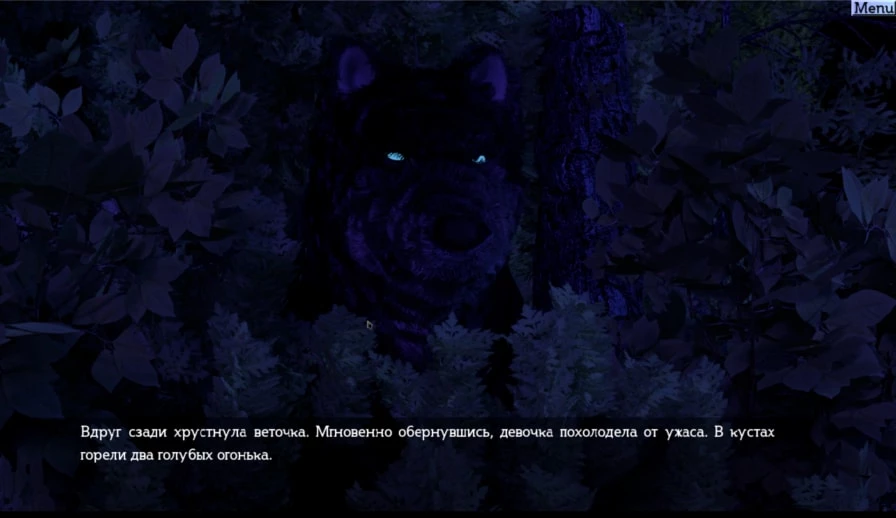 Menu
Вдруг сзади хрустнула веточка. Мгновенно обернувшись, девочка похолодела от ужаса. В кустах
горели два голубых огонька.